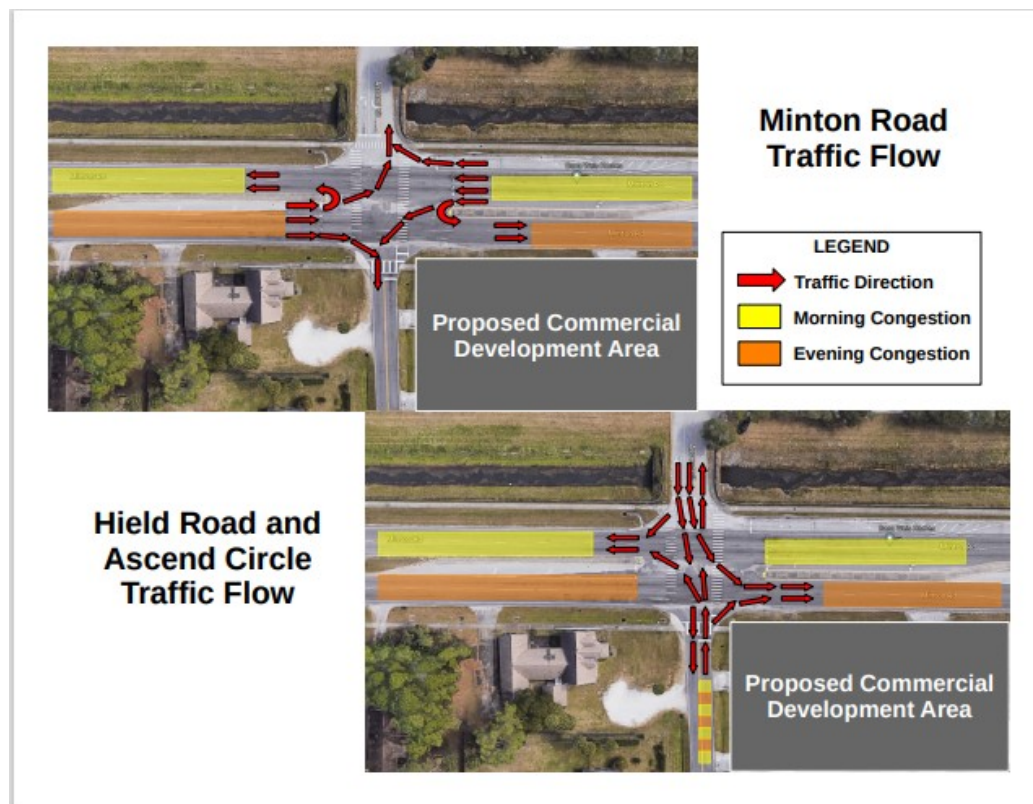 Minton Road
Traffic Flow
LEGEND
Traffic Direction
Morning Congestion
Evening Congestion
Proposed Commercial
Development Area
Hield Road and
Ascend Circle
Traffic Flow
Proposed Commercial
Development Area